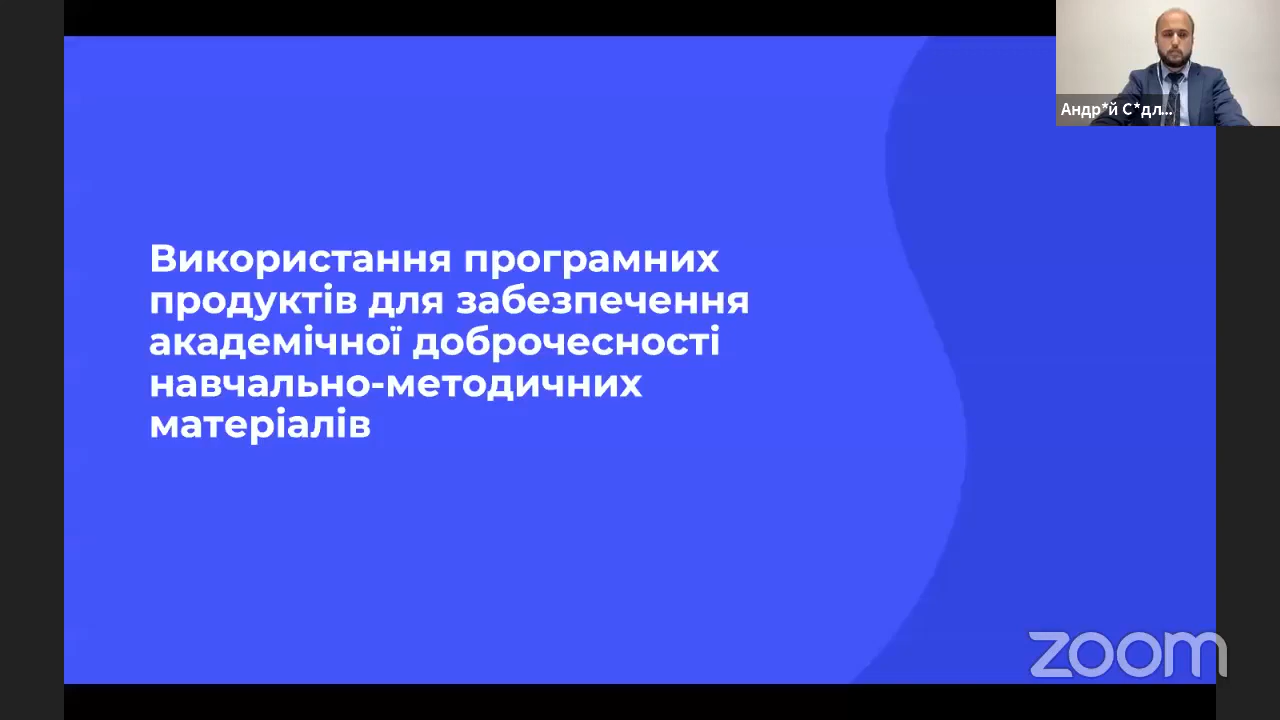 Андр*й С*дл...
Використання програмних
продуктів для забезпечення
академічної доброчесності
навчально-методичних
матеріалів
zoom